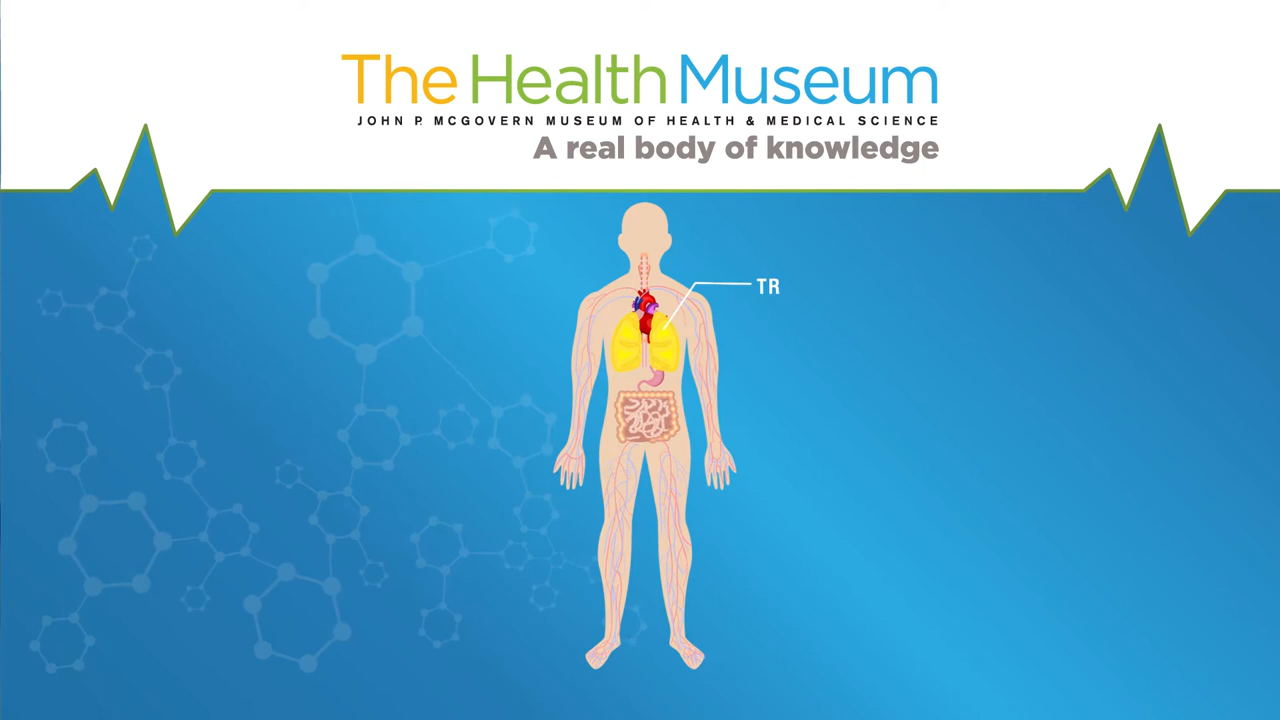 The Health Museum
JOHN P. MCGOVERN MUSEUM OF HEALTH & MEDICAL SCIENCE
A real body of knowledge
TR